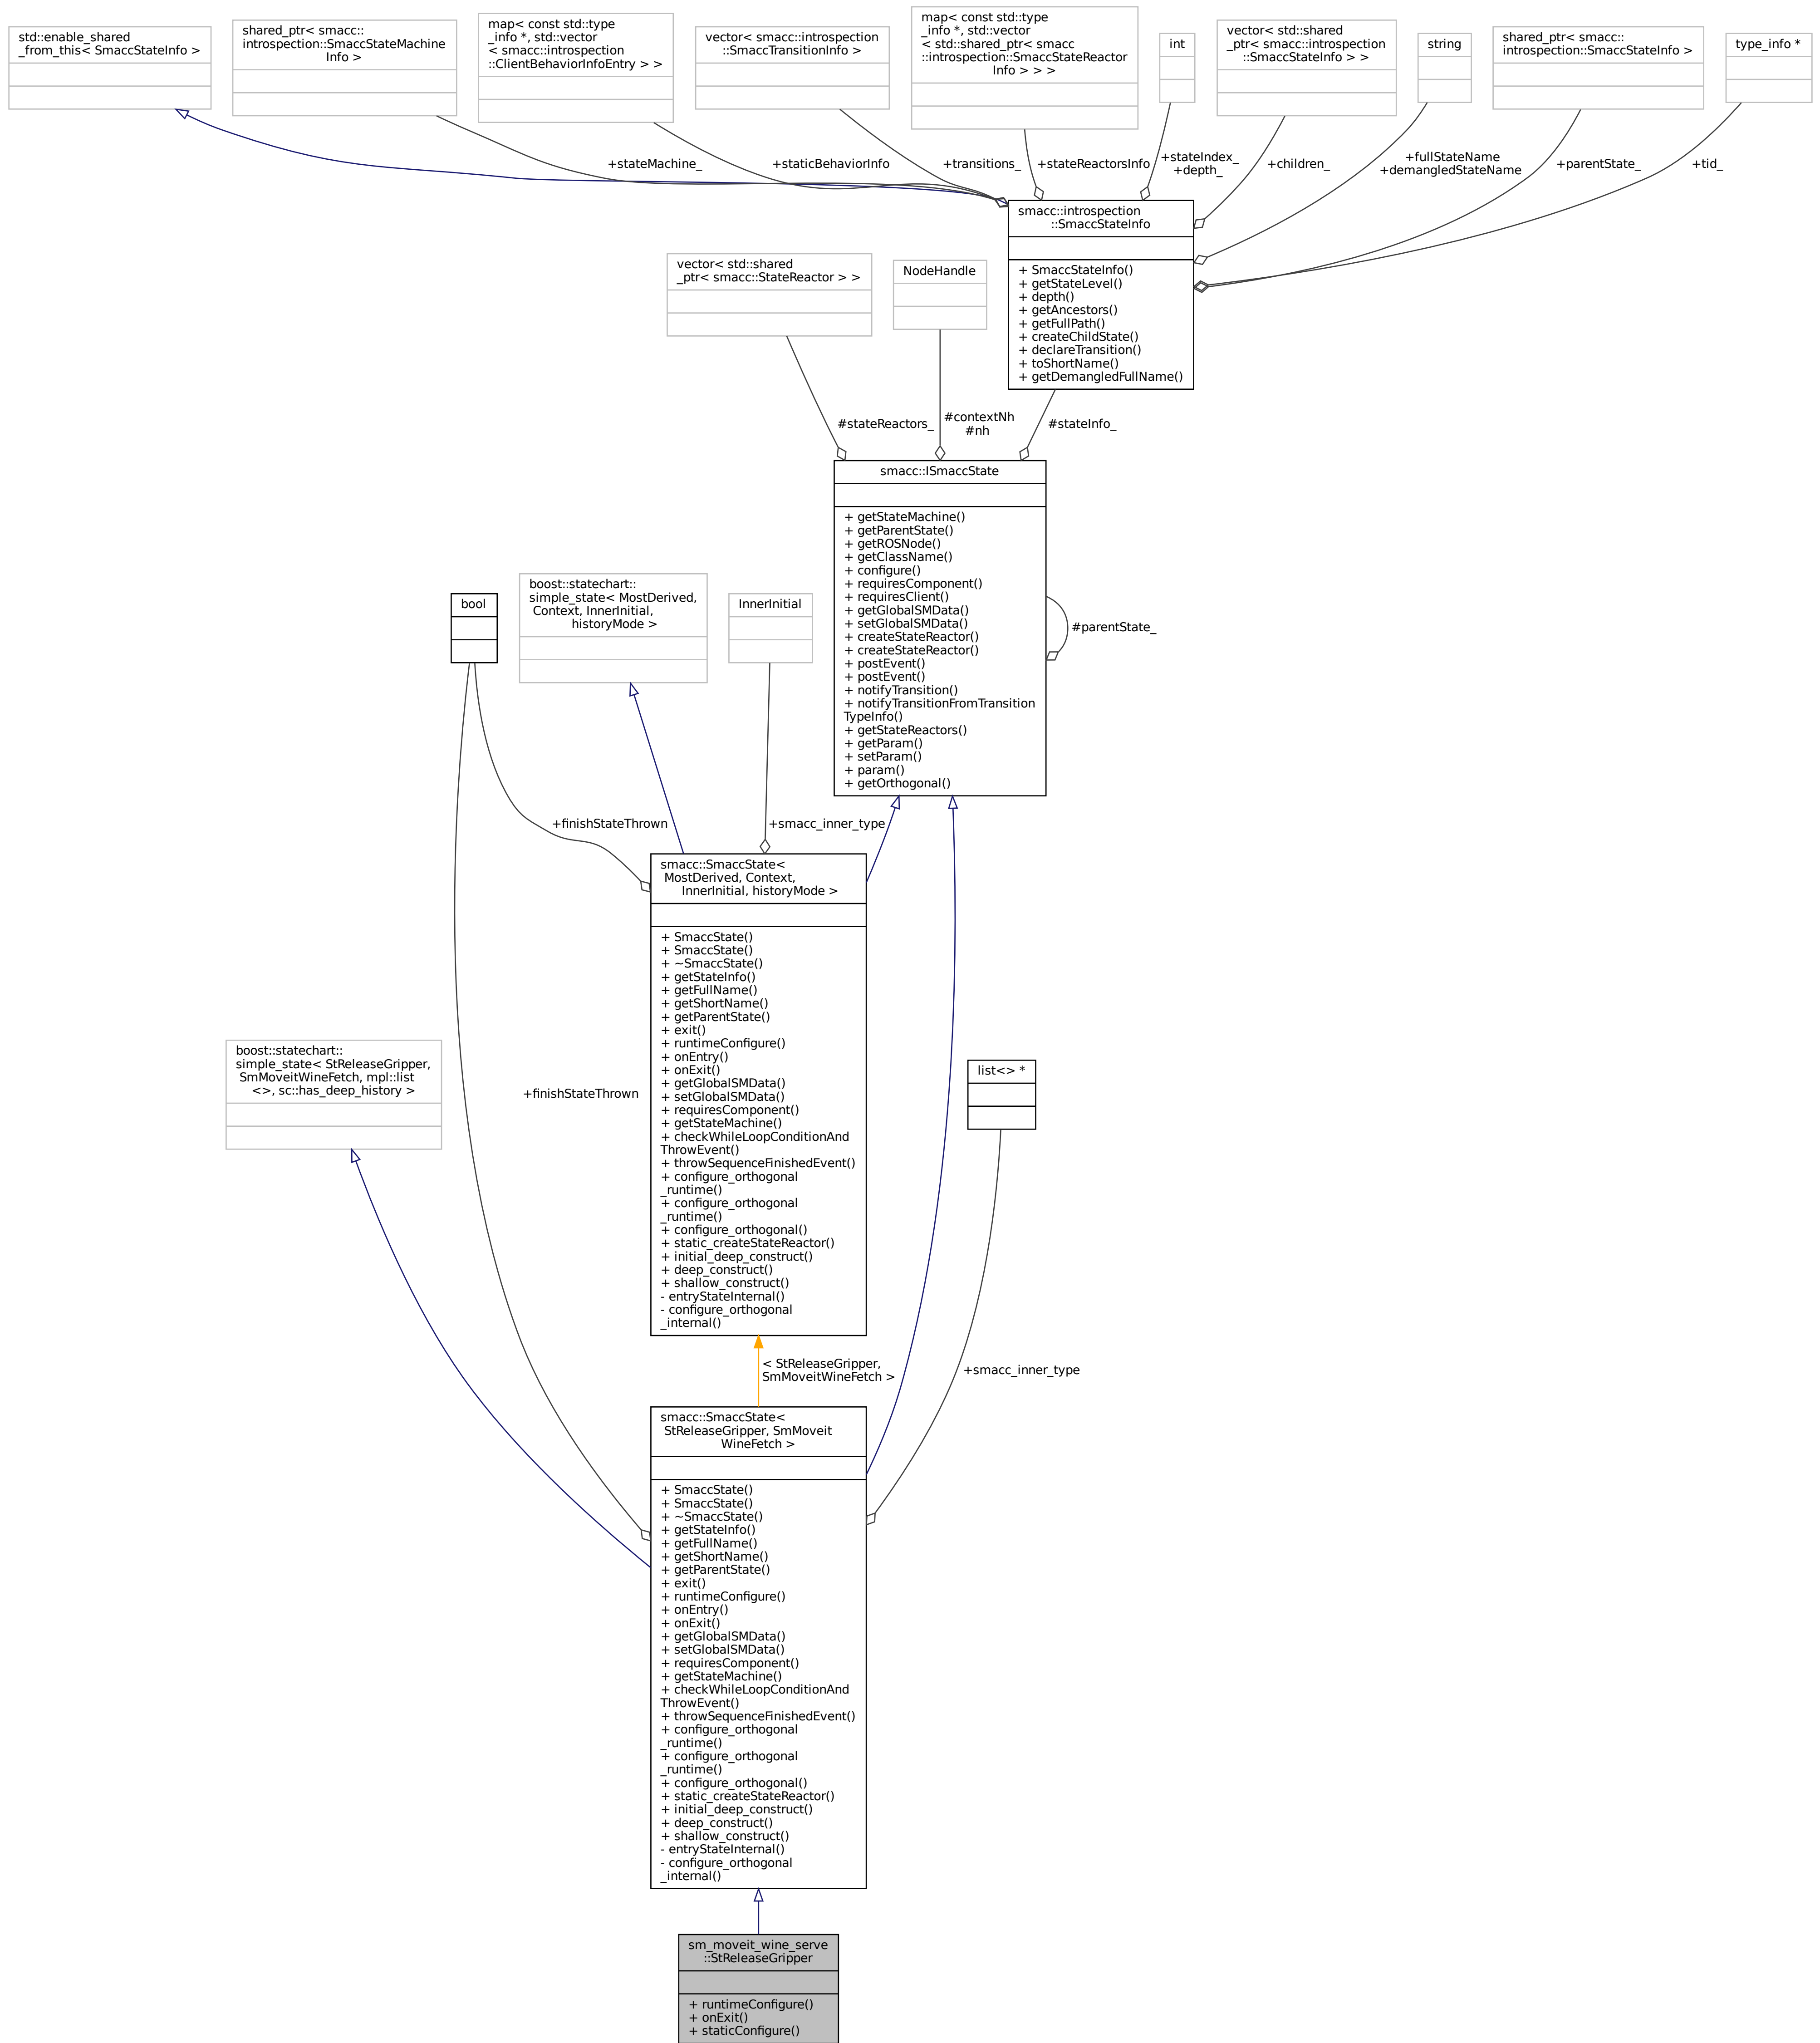 std::enable_shared
_from_this< SmaccStateInfo >
shared_ptr< smacc::
introspection::SmaccStateMachine
Info >
map< const std::type
_info *, std::vector
< smacc::introspection
::ClientBehaviorInfoEntry > >
vector< smacc::introspection
::SmaccTransitionInfo >
map< const std::type
_info *, std::vector
< std::shared_ptr< smacc
::introspection::SmaccStateReactor
Info > > >
int
vector< std::shared
_ptr< smacc::introspection
::SmaccStateInfo > >
string
shared_ptr< smacc::
introspection::SmaccStateInfo >
type_info *
+stateMachine_
+staticBehaviorInfo
+transitions_
+stateReactorsInfo
+stateIndex_
+depth_
+children_
+fullStateName
+demangledStateName
+parentState_
+tid_
smacc::introspection
::SmaccStateInfo
+ SmaccStateInfo()
+ getStateLevel()
+ depth()
+ getAncestors()
+ getFullPath()
+ createChildState()
+ declareTransition()
+ toShortName()
+ getDemangledFullName()
vector< std::shared
_ptr< smacc::StateReactor > >
NodeHandle
#stateReactors_
#contextNh
#nh
#stateInfo_
smacc::ISmaccState
+ getStateMachine()
+ getParentState()
+ getROSNode()
+ getClassName()
+ configure()
+ requiresComponent()
+ requiresClient()
+ getGlobalSMData()
+ setGlobalSMData()
+ createStateReactor()
+ createStateReactor()
+ postEvent()
+ postEvent()
+ notifyTransition()
+ notifyTransitionFromTransition
TypeInfo()
+ getStateReactors()
+ getParam()
+ setParam()
+ param()
+ getOrthogonal()
#parentState_
bool
boost::statechart::
simple_state< MostDerived,
Context, InnerInitial,
historyMode >
InnerInitial
+finishStateThrown
+smacc_inner_type
smacc::SmaccState<
MostDerived, Context,
InnerInitial, historyMode >
+ SmaccState()
+ SmaccState()
+ ~SmaccState()
+ getStateInfo()
+ getFullName()
+ getShortName()
+ getParentState()
+ exit()
+ runtimeConfigure()
+ onEntry()
+ onExit()
+ getGlobalSMData()
+ setGlobalSMData()
+ requiresComponent()
+ getStateMachine()
+ checkWhileLoopConditionAnd
ThrowEvent()
+ throwSequenceFinishedEvent()
+ configure_orthogonal
_runtime()
+ configure_orthogonal
_runtime()
+ configure_orthogonal()
+ static_createStateReactor()
+ initial_deep_construct()
+ deep_construct()
+ shallow_construct()
- entryStateInternal()
- configure_orthogonal
_internal()
boost::statechart::
simple_state< StReleaseGripper,
SmMoveitWineFetch, mpl::list
<>, sc::has_deep_history >
+finishStateThrown
list<> *
< StReleaseGripper,
SmMoveitWineFetch >
+smacc_inner_type
smacc::SmaccState<
StReleaseGripper, SmMoveit
WineFetch >
+ SmaccState()
+ SmaccState()
+ ~SmaccState()
+ getStateInfo()
+ getFullName()
+ getShortName()
+ getParentState()
+ exit()
+ runtimeConfigure()
+ onEntry()
+ onExit()
+ getGlobalSMData()
+ setGlobalSMData()
+ requiresComponent()
+ getStateMachine()
+ checkWhileLoopConditionAnd
ThrowEvent()
+ throwSequenceFinishedEvent()
+ configure_orthogonal
_runtime()
+ configure_orthogonal
_runtime()
+ configure_orthogonal()
+ static_createStateReactor()
+ initial_deep_construct()
+ deep_construct()
+ shallow_construct()
- entryStateInternal()
- configure_orthogonal
_internal()
sm_moveit_wine_serve
::StReleaseGripper
+ runtimeConfigure()
+ onExit()
+ staticConfigure()